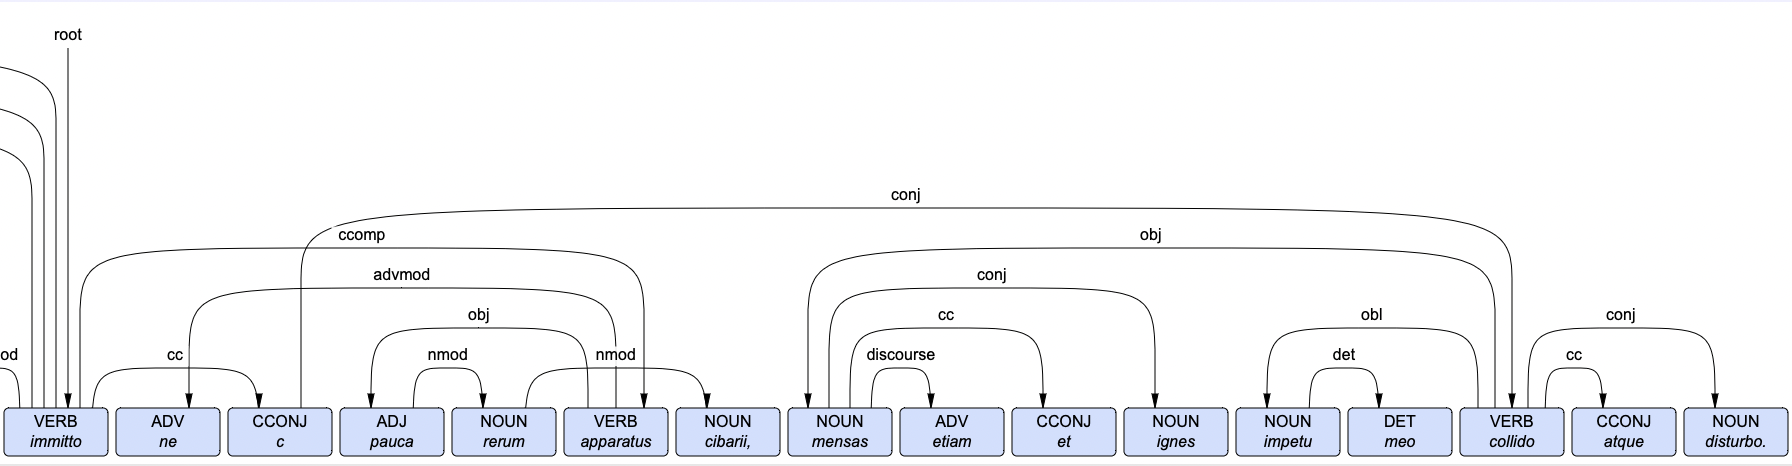 root
conj
ccomp obj
advmod conj
obj cc obl conj
od cc nmod nmod discourse det cc
VERB ADV CCONJ ADJ NOUN VERB NOUN NOUN ADV CCONJ NOUN NOUN DET VERB CCONJ NOUN
immitto ne c pauca rerum apparatus cibarii, mensas etiam et ignes impetu meo collido atque disturbo.